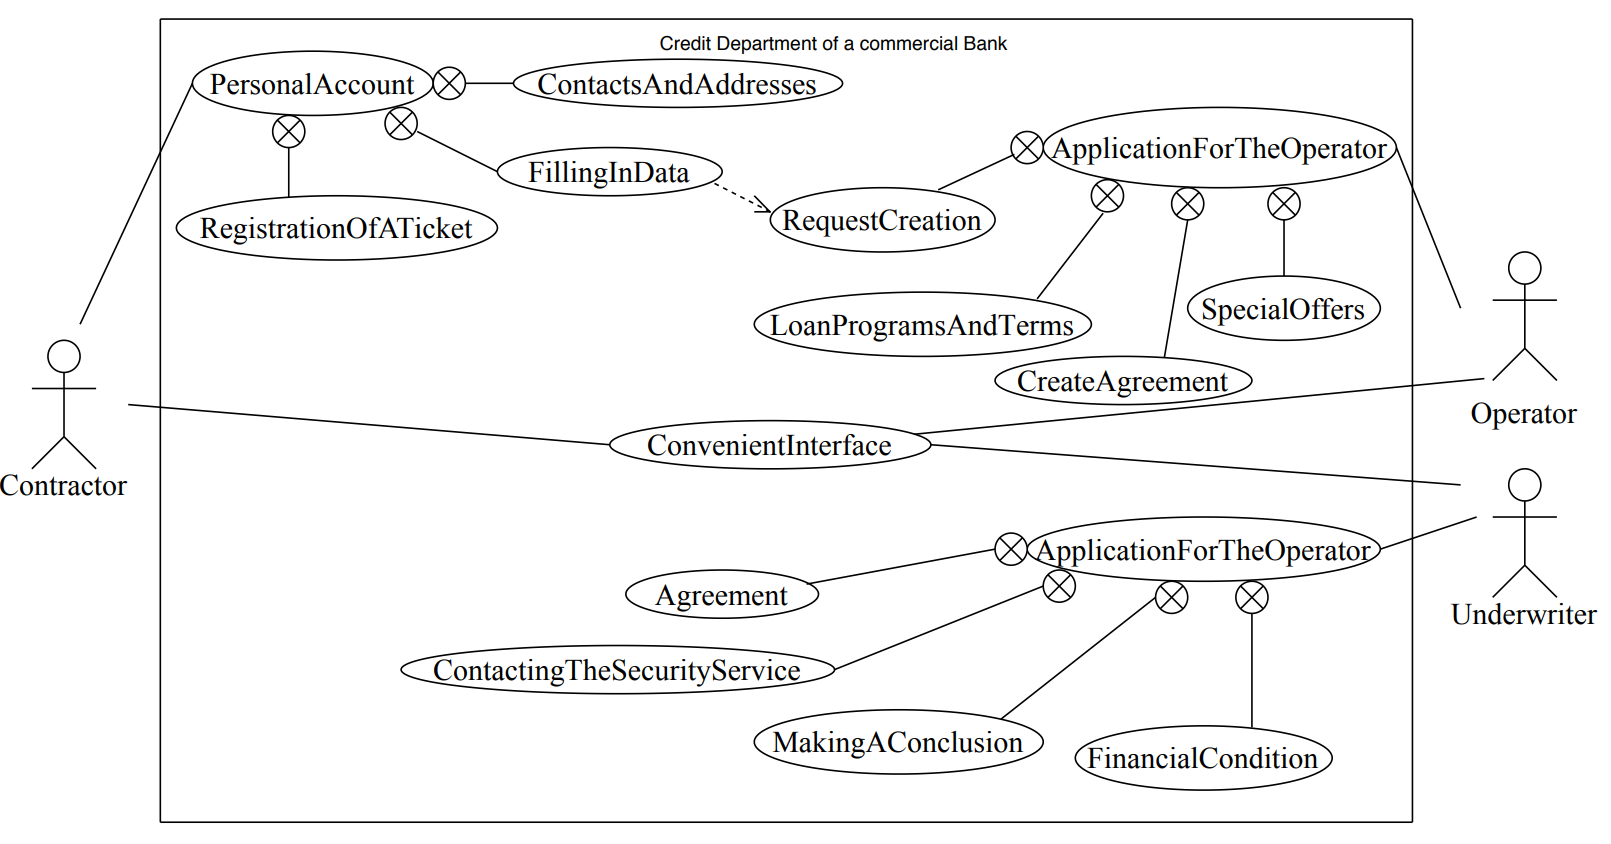 Credit Department of a commercial Bank
PersonalAccount
ContactsAndAddresses
ApplicationForTheOperator
FillingInData
RequestCreation
RegistrationOfATicket
SpecialOffers
LoanProgramsAndTerms
CreateAgreement
Operator
ConvenientInterface
Contractor
ApplicationForTheOperator
Agreement
Underwriter
ContactingTheSecurityService
MakingAConclusion
FinancialCondition